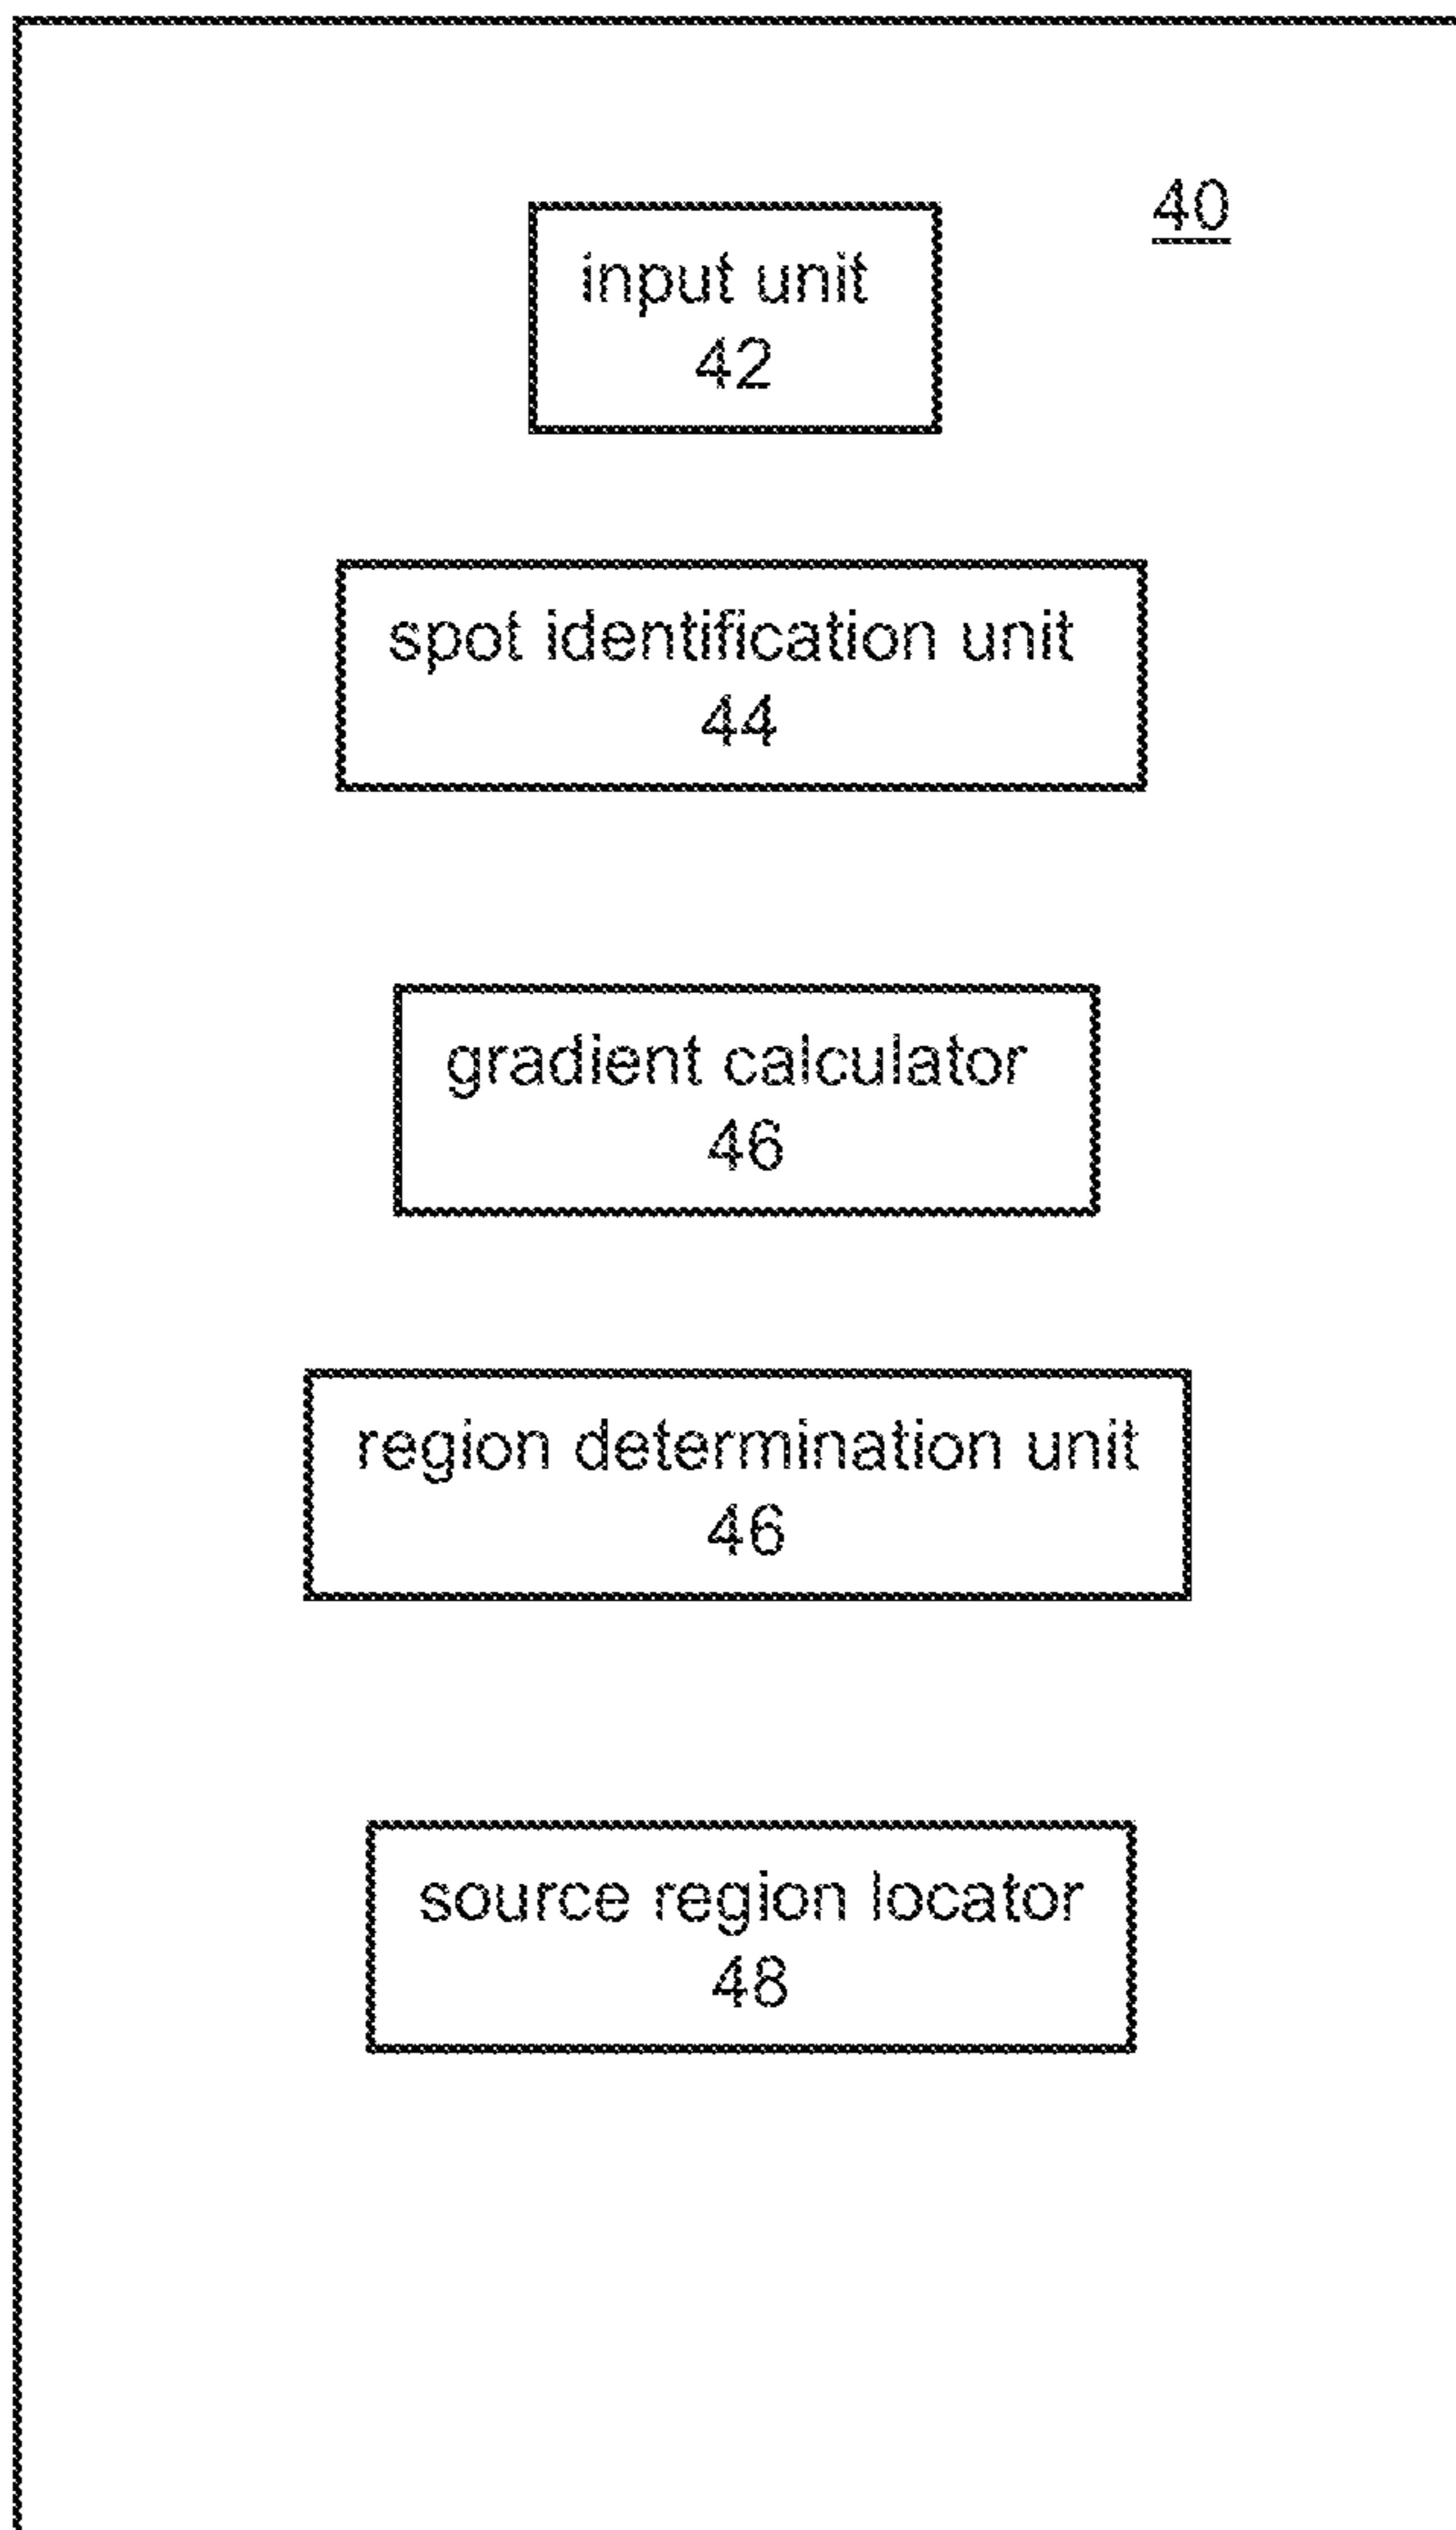 40
input unit
42
spot identification unit
44
gradient calculator
46
region determination unit
46
source region locator
48